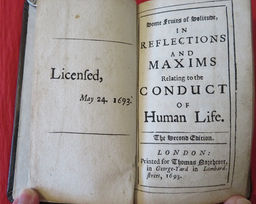 Licensed,
May 24. 1693.
Some Fruits of Solitude,
IN
REFLECTIONS
AND
MAXIMS
Relating to the
CONDUCT
OF
Human Life.
The Second Edition.
LONDON:
Printed for Thomas Northcott,
in George-Yard in Lombard-
street, 1693.